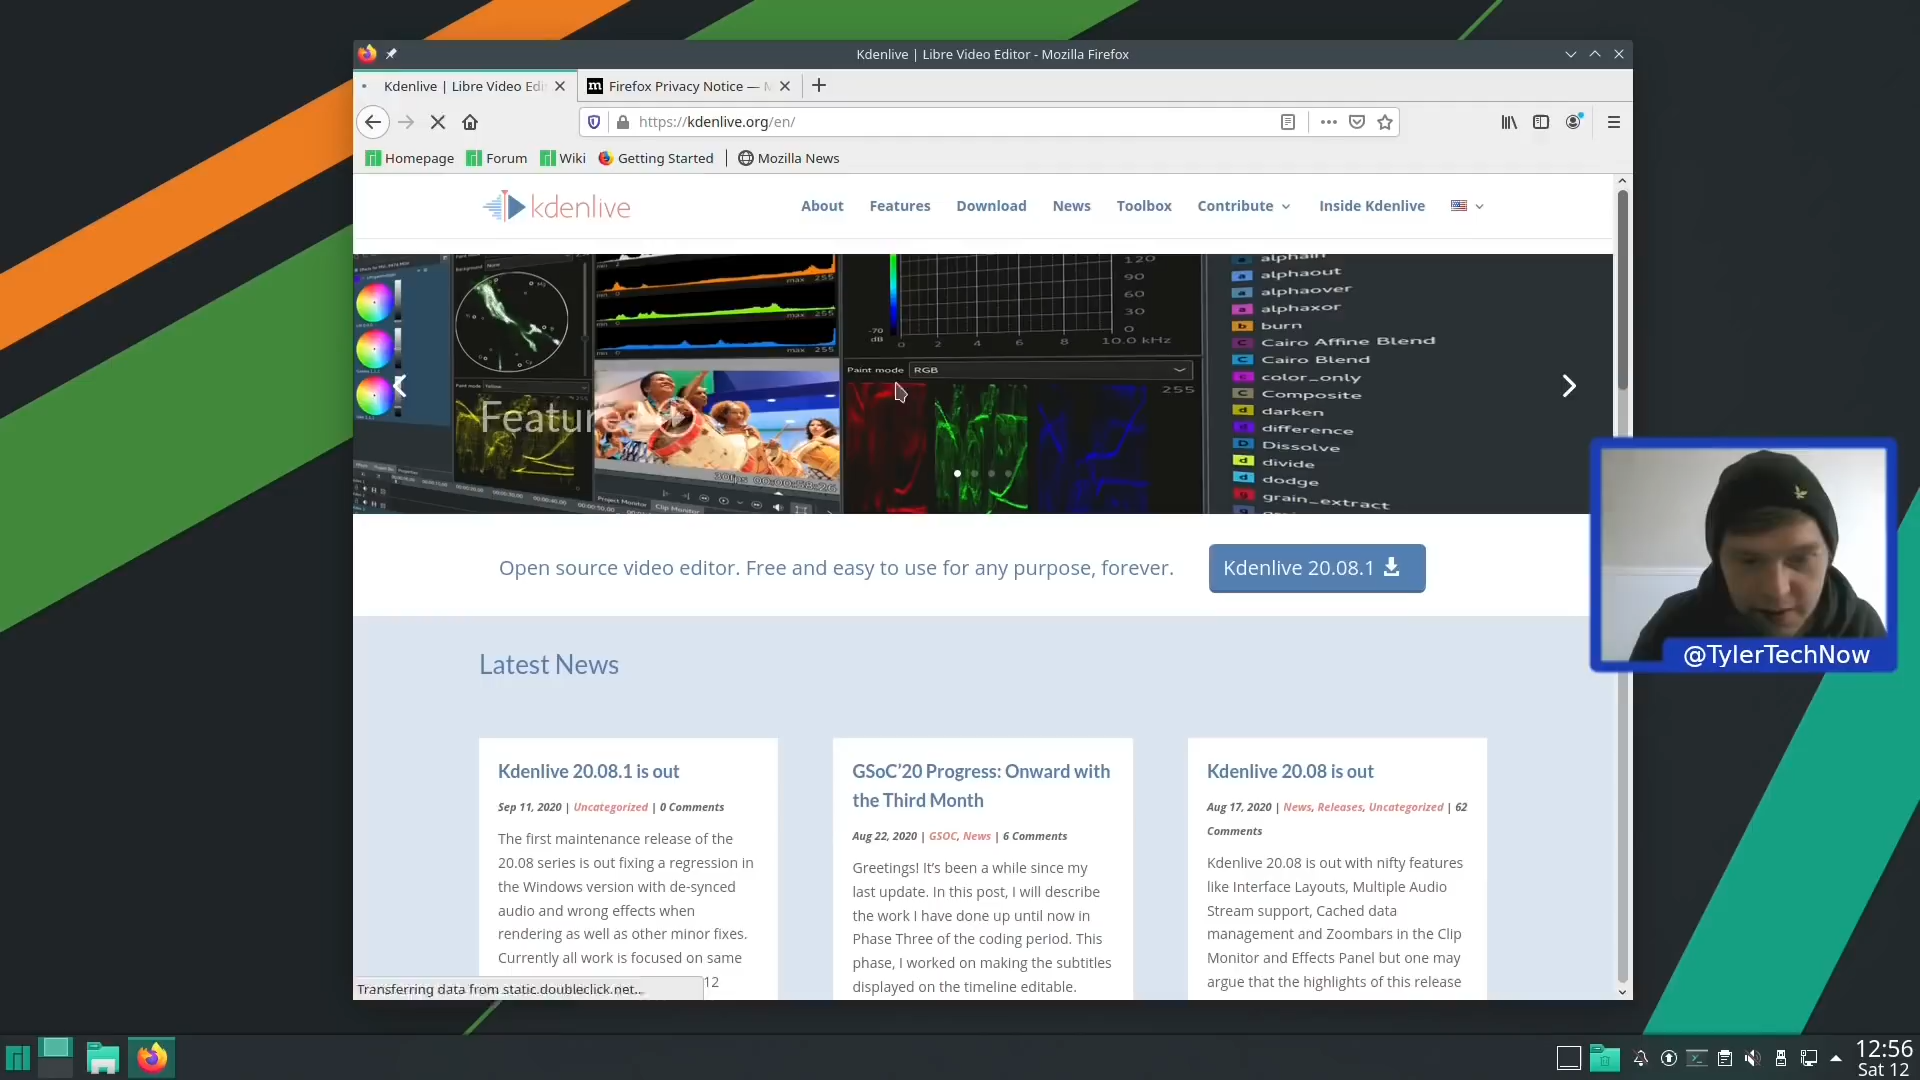 Kdenlive | Libre Video Editor - Mozilla Firefox
Kdenlive | Libre Video Edi
m Firefox Privacy Notice —
https://kdenlive.org/en/
Homepage Forum Wiki Getting Started Mozilla News
kdenlive
About Features Download News Toolbox Contribute Inside Kdenlive
max 255
max 255
max 255
120
90
60
30
0
-70
dB
0 2 4 6 8 10.0 kHz
Paint mode RGB
255
alphain
alphaout
alphaover
alphaxor
burn
Cairo Affine Blend
Cairo Blend
color_only
Composite
darken
difference
Dissolve
divide
dodge
grain_extract
Features
Project Monitor Clip Monitor
Open source video editor. Free and easy to use for any purpose, forever.
Kdenlive 20.08.1
Latest News
Kdenlive 20.08.1 is out
Sep 11, 2020 | Uncategorized | 0 Comments
The first maintenance release of the
20.08 series is out fixing a regression in
the Windows version with de-synced
audio and wrong effects when
rendering as well as other minor fixes.
Currently all work is focused on same
12
GSoC’20 Progress: Onward with
the Third Month
Aug 22, 2020 | GSOC, News | 6 Comments
Greetings! It’s been a while since my
last update. In this post, I will describe
the work I have done up until now in
Phase Three of the coding period. This
phase, I worked on making the subtitles
displayed on the timeline editable.
Kdenlive 20.08 is out
Aug 17, 2020 | News, Releases, Uncategorized | 62
Comments
Kdenlive 20.08 is out with nifty features
like Interface Layouts, Multiple Audio
Stream support, Cached data
management and Zoombars in the Clip
Monitor and Effects Panel but one may
argue that the highlights of this release
Transferring data from static.doubleclick.net…
@TylerTechNow
12:56
Sat 12